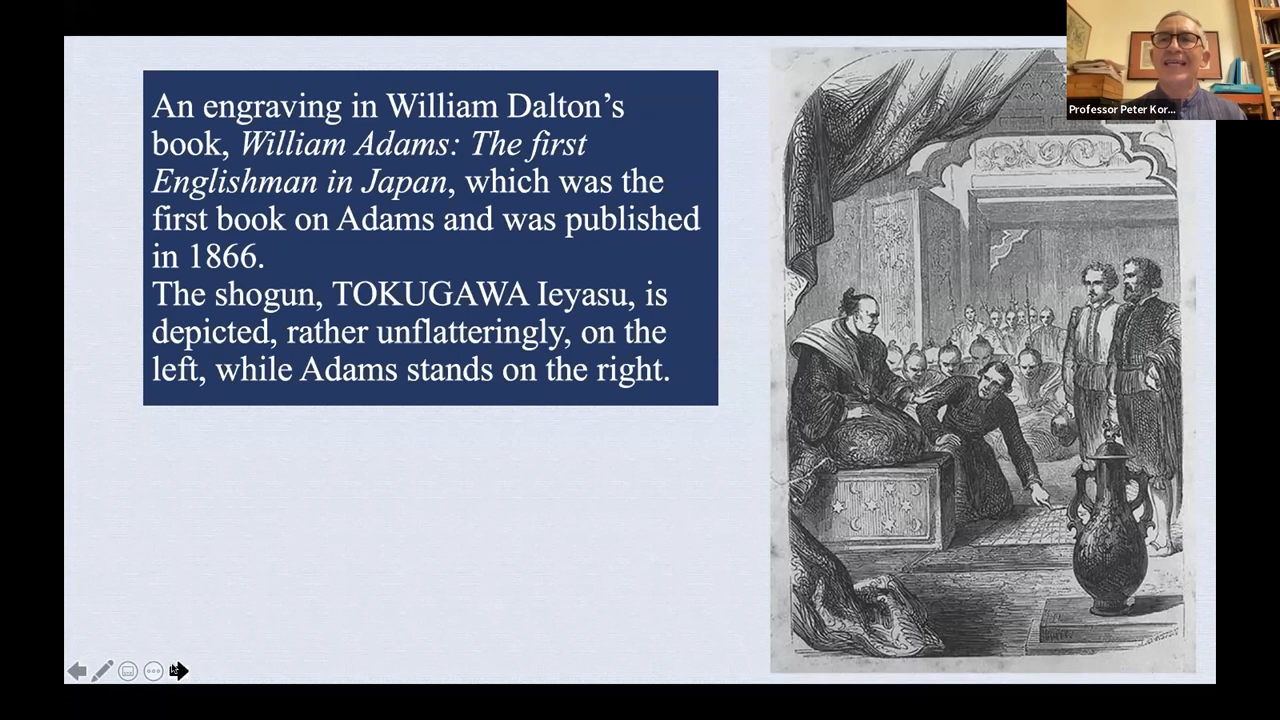 An engraving in William Dalton’s
book, William Adams: The first
Englishman in Japan, which was the
first book on Adams and was published
in 1866.
The shogun, TOKUGAWA Ieyasu, is
depicted, rather unflatteringly, on the
left, while Adams stands on the right.
Professor Peter Kor...